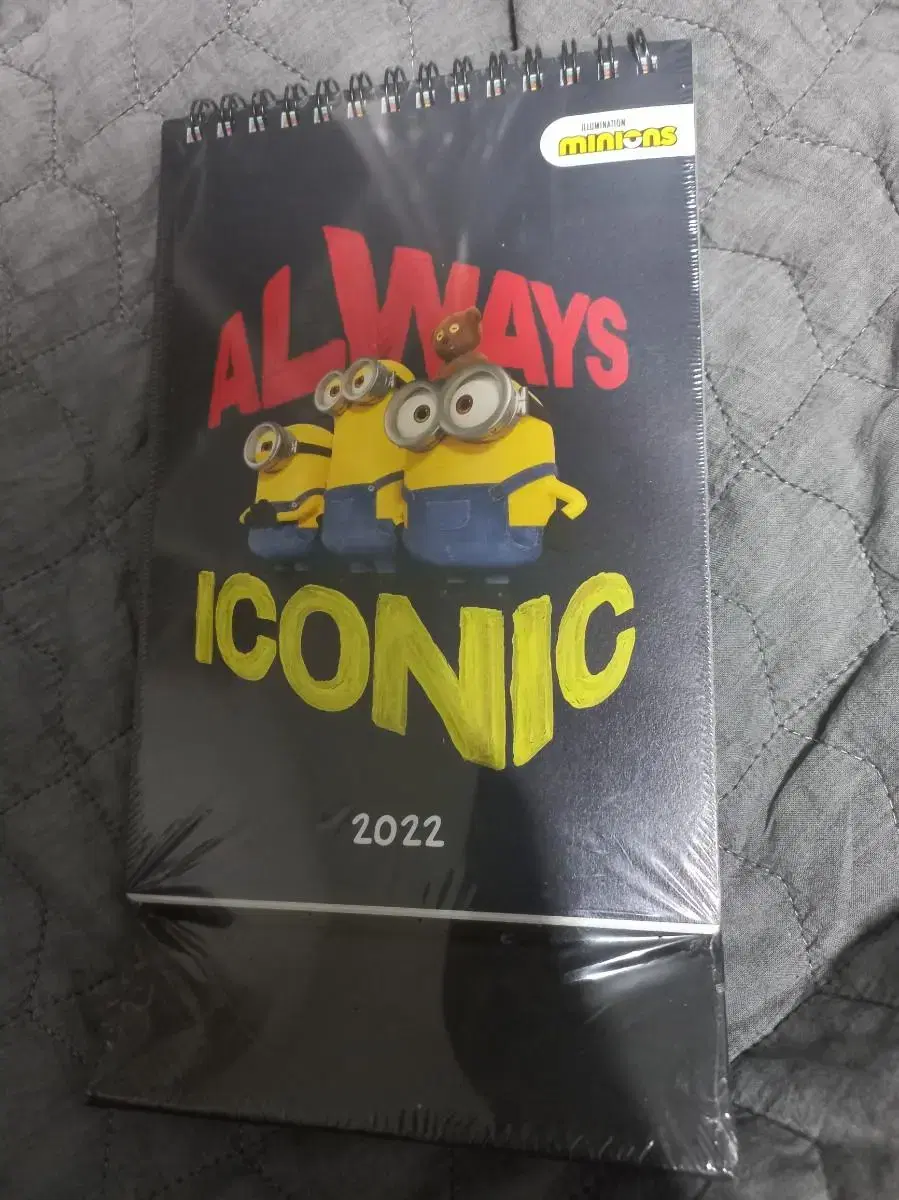 ILLUMINATION
minions
ALWAYS
ICONIC
2022